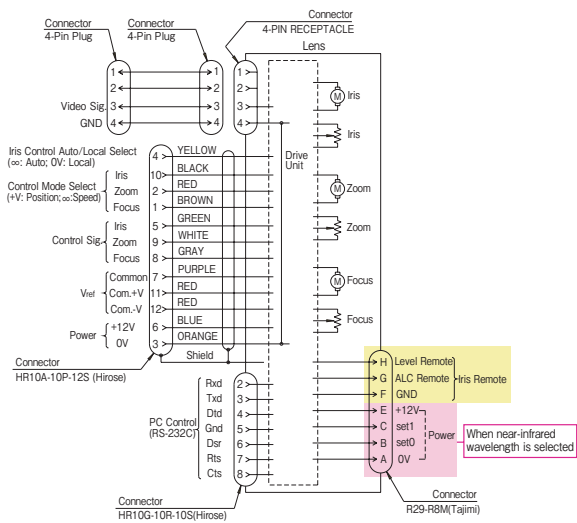 Connector
4-Pin Plug
Connector
4-Pin Plug
Connector
4-PIN RECEPTACLE
Lens
1 1 1
2 2 2
Video Sig. 3 3 3
GND 4 4 4
Drive
Unit
M Iris
Iris
M Zoom
Zoom
M Focus
Focus
Iris Control Auto/Local Select
(∞: Auto; 0V: Local)
4 YELLOW
Control Mode Select
(+V: Position;∞:Speed)
Iris 10 BLACK
Zoom 2 RED
Focus 1 BROWN
Control Sig.
Iris 5 GREEN
Zoom 9 WHITE
Focus 8 GRAY
Vref
Common 7 PURPLE
Com.+V 11 RED
Com.-V 12 RED
Power
+12V 6 BLUE
0V 3 ORANGE
Shield
Connector
HR10A-10P-12S (Hirose)
PC Control
(RS-232C)
Rxd 2
Txd 3
Dtd 4
Gnd 5
Dsr 6
Rts 7
Cts 8
Connector
HR10G-10R-10S(Hirose)
H Level Remote
G ALC Remote
F GND
Iris Remote
E +12V
C set1
B set0
A 0V
Power
When near-infrared
wavelength is selected
Connector
R29-R8M(Tajimi)